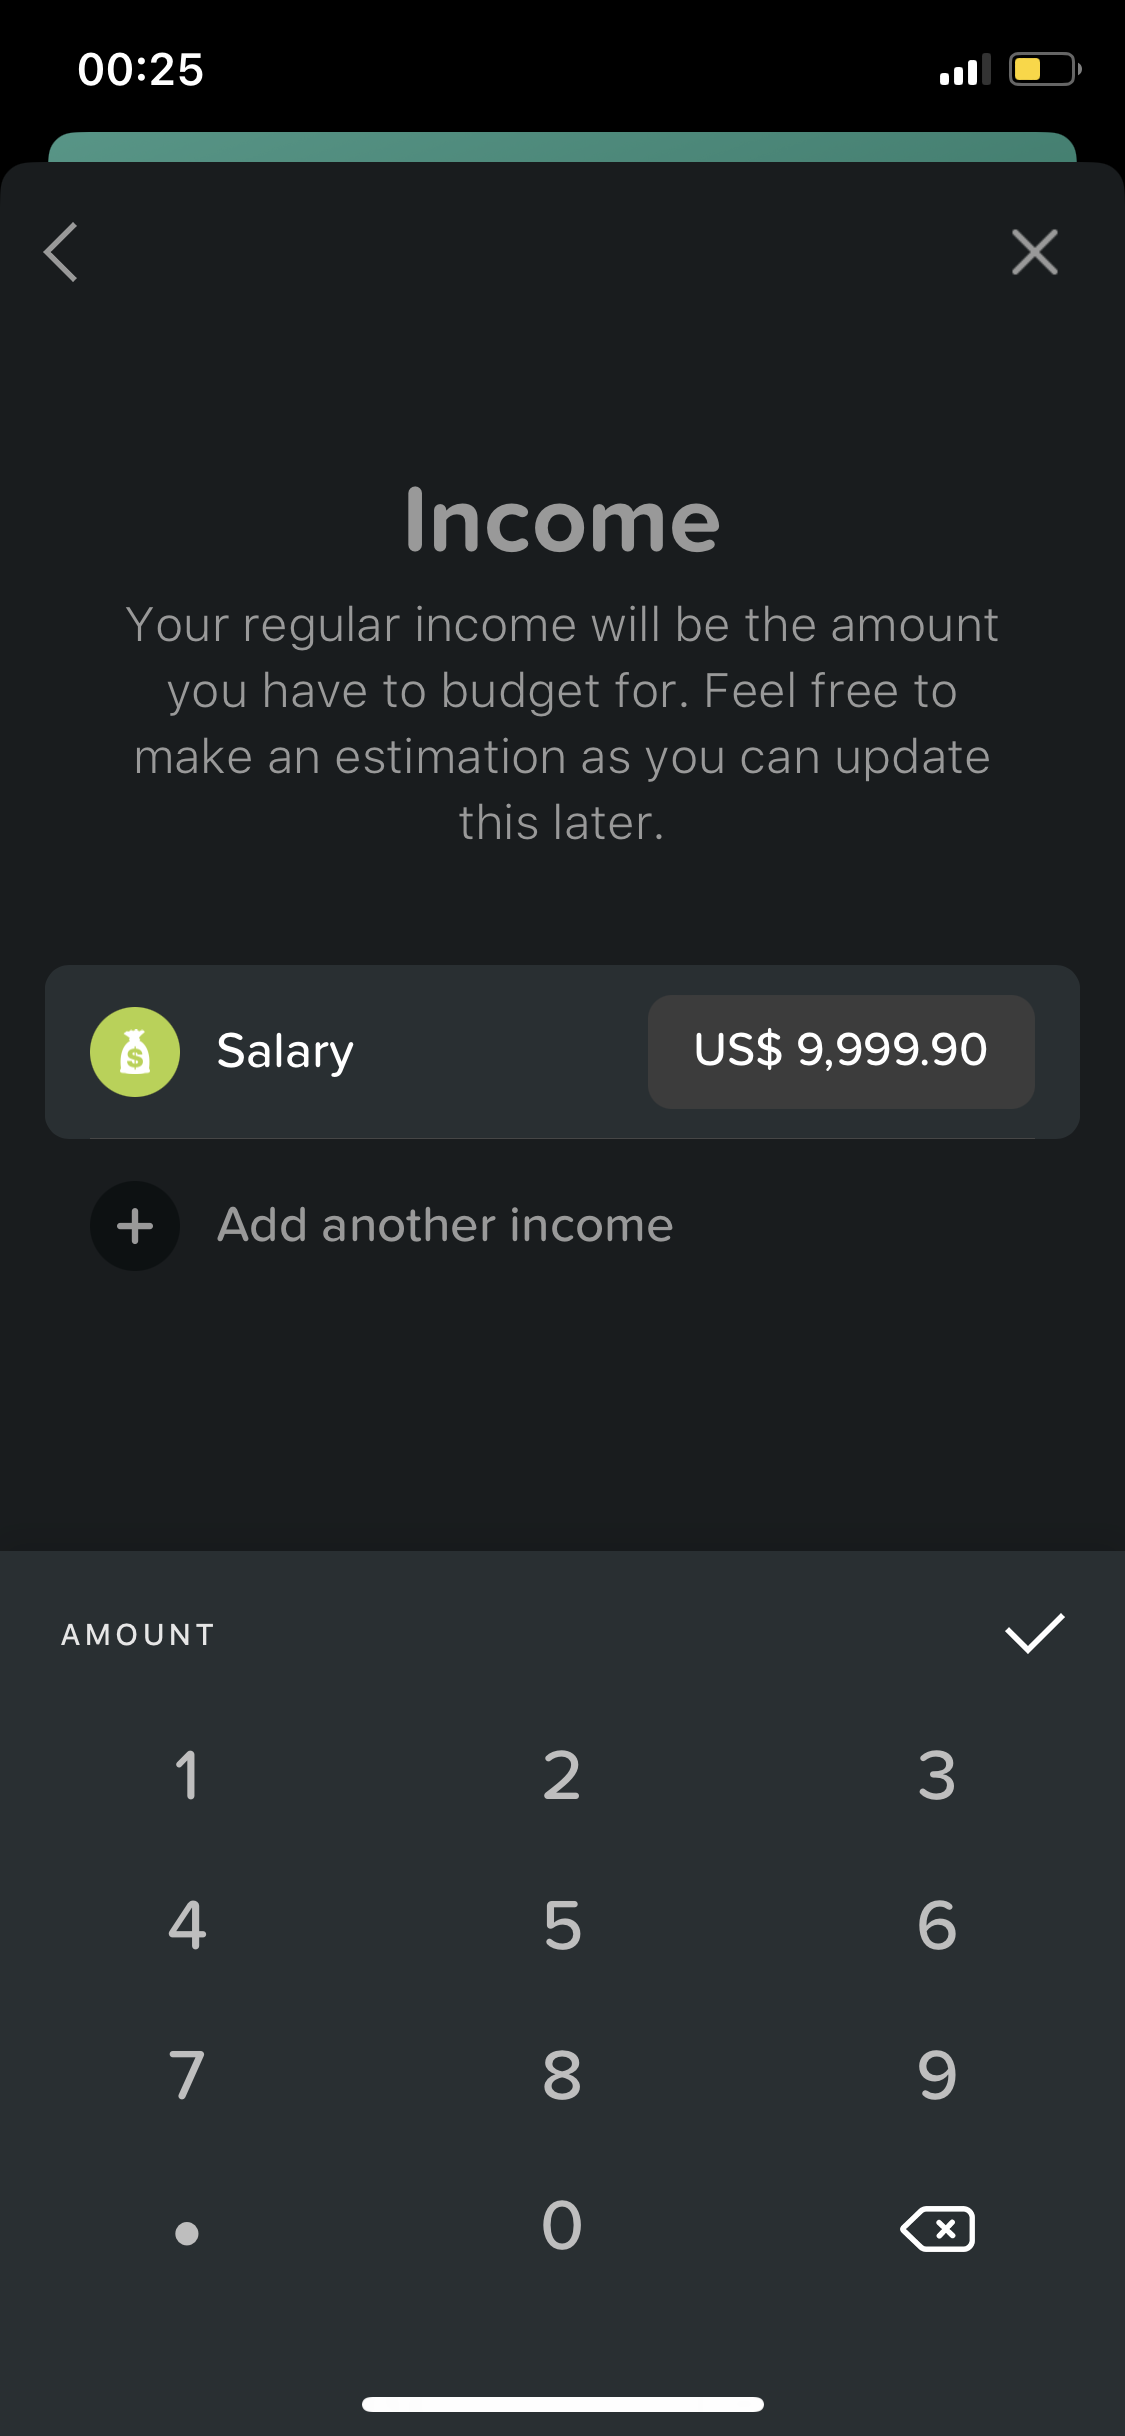 00:25
Income
Your regular income will be the amount
you have to budget for. Feel free to
make an estimation as you can update
this later.
$
Salary
US$ 9,999.90
Add another income
AMOUNT
1 2 3
4 5 6
7 8 9
. 0